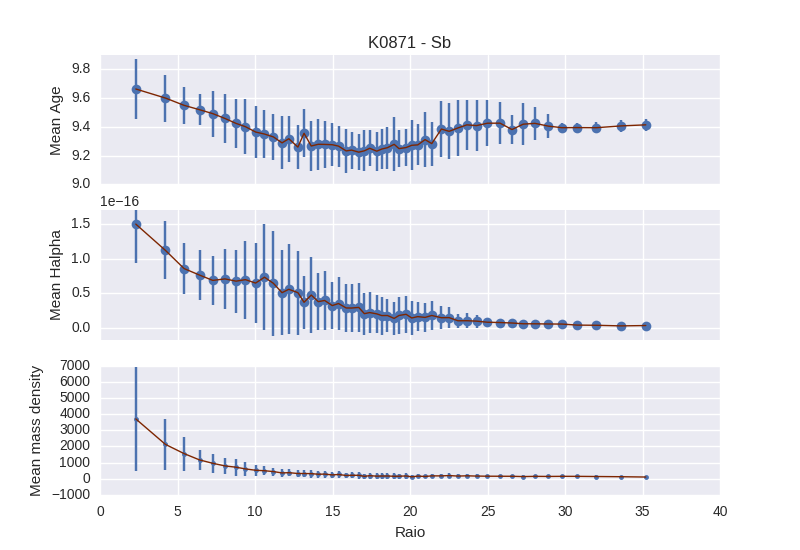 K0871 - Sb
9.8
9.6
9.4
9.2
9.0
Mean Age
1e−16
1.5
1.0
0.5
0.0
Mean Halpha
7000
6000
5000
4000
3000
2000
1000
0
−1000
Mean mass density
0 5 10 15 20 25 30 35 40
Raio